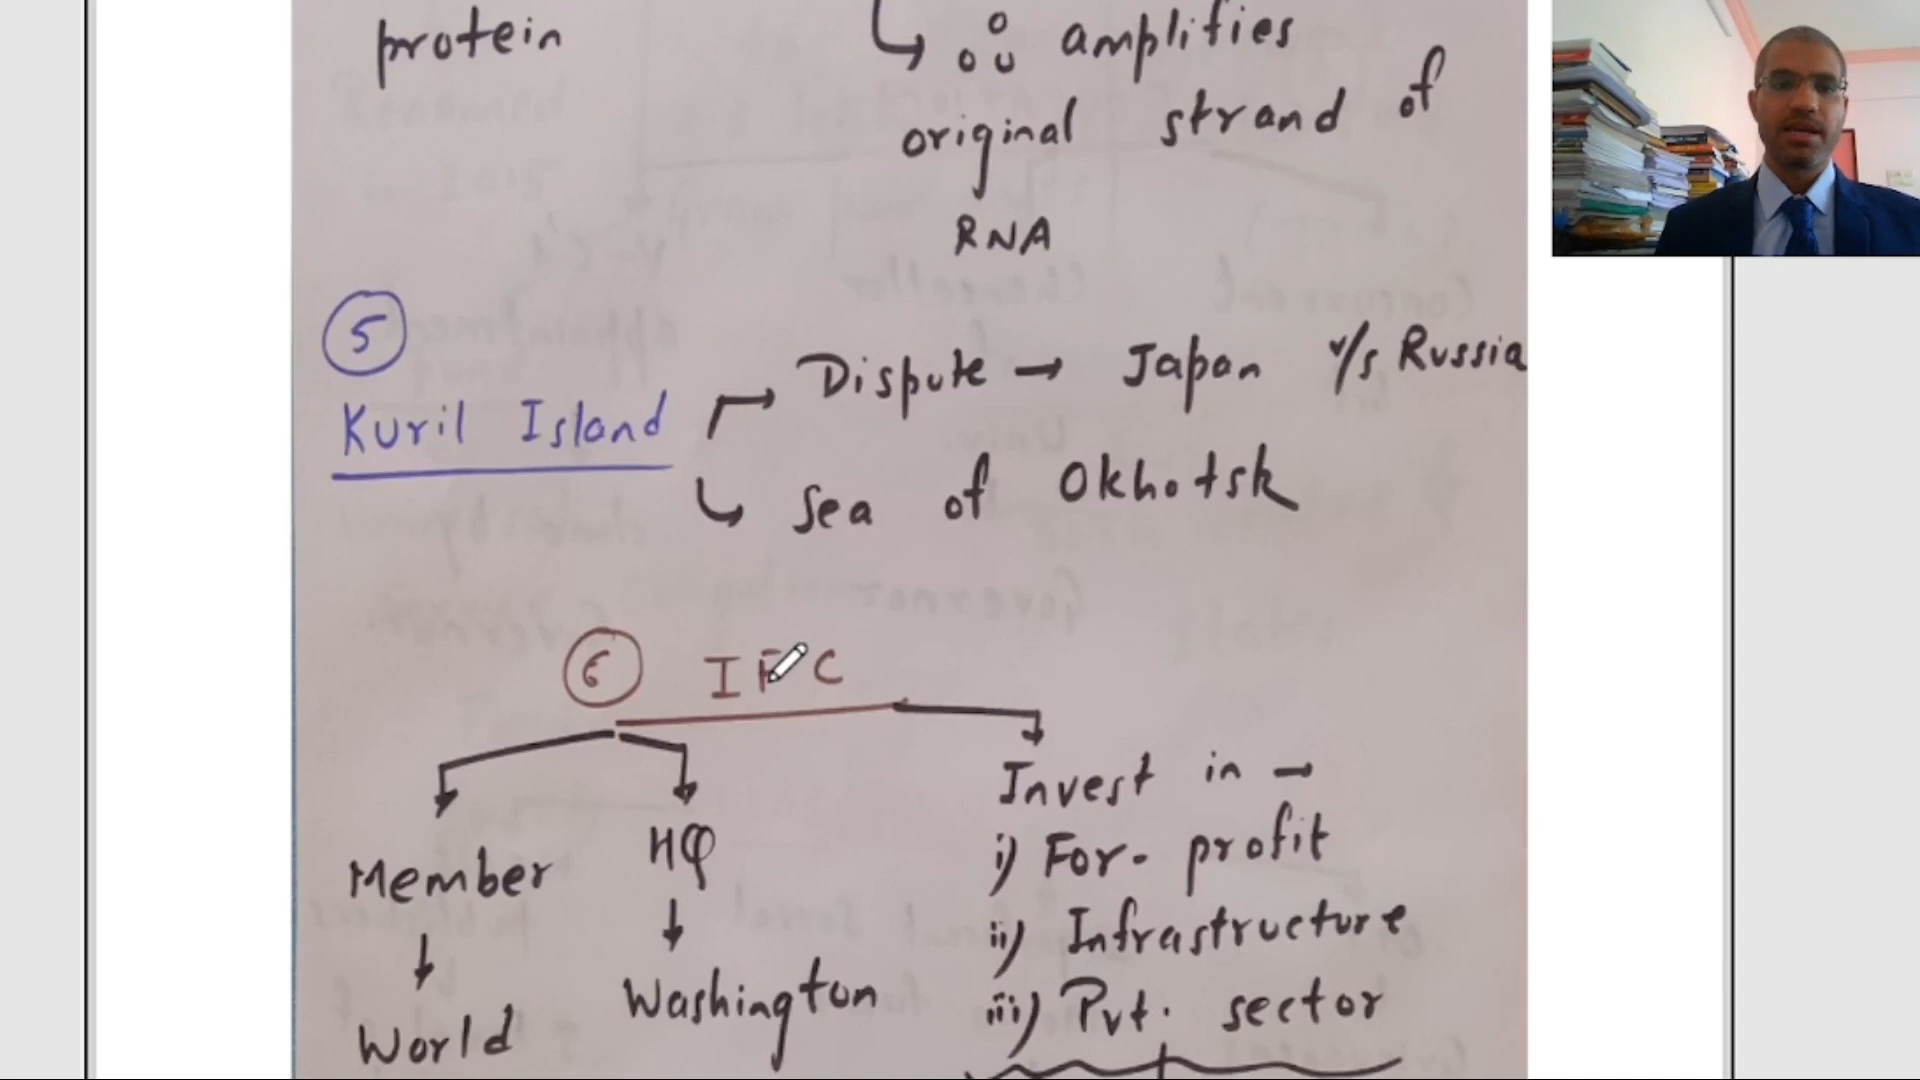 protein
amplifies
original strand of
RNA
5
Kuril Island
Dispute → Japan v/s Russia
Sea of Okhotsk
6 IFC
Member
↓
World
HQ
↓
Washington
Invest in →
i) For-profit
ii) Infrastructure
iii) Pvt. sector